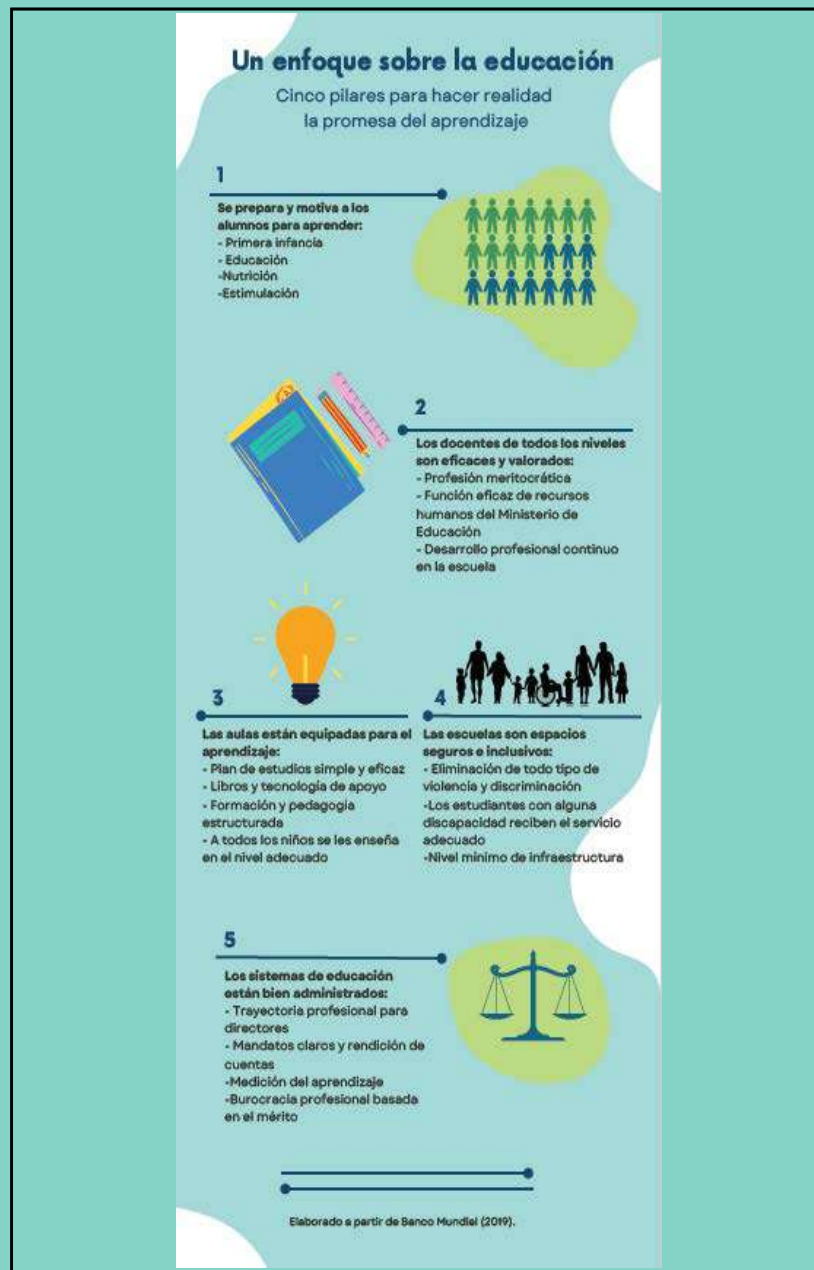 Un enfoque sobre la educación
Cinco pilares para hacer realidad
la promesa del aprendizaje
1
Se prepara y motiva a los
alumnos para aprender:
- Primera infancia
- Educación
-Nutrición
-Estimulación
2
Los docentes de todos los niveles
son eficaces y valorados:
- Profesión meritocrática
- Función eficaz de recursos
humanos del Ministerio de
Educación
- Desarrollo profesional continuo
en la escuela
3
Las aulas están equipadas para el
aprendizaje:
- Plan de estudios simple y eficaz
- Libros y tecnología de apoyo
- Formación y pedagogía
estructurada
- A todos los niños se les enseña
en el nivel adecuado
4
Las escuelas son espacios
seguros e inclusivos:
- Eliminación de todo tipo de
violencia y discriminación
-Los estudiantes con alguna
discapacidad reciben el servicio
adecuado
-Nivel mínimo de infraestructura
5
Los sistemas de educación
están bien administrados:
- Trayectoria profesional para
directores
- Mandatos claros y rendición de
cuentas
-Medición del aprendizaje
-Burocracia profesional basada
en el mérito
Elaborado a partir de Banco Mundial (2019).